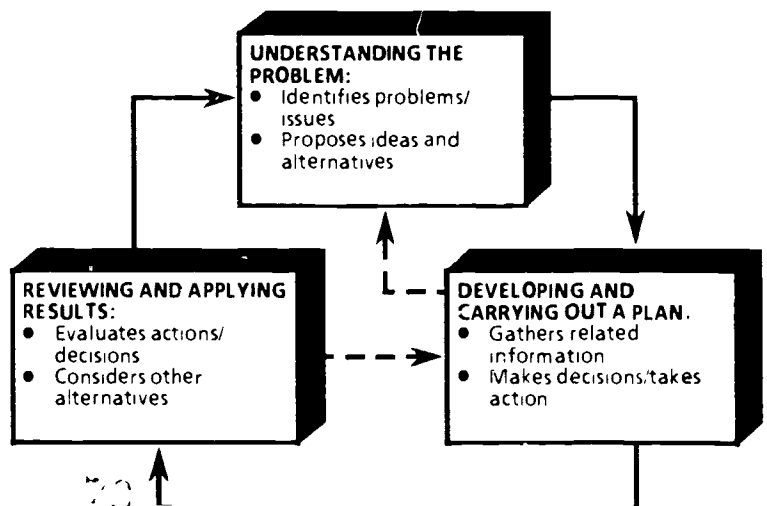 UNDERSTANDING THE
PROBLEM:
● Identifies problems/
issues
● Proposes ideas and
alternatives
REVIEWING AND APPLYING
RESULTS:
● Evaluates actions/
decisions
● Considers other
alternatives
DEVELOPING AND
CARRYING OUT A PLAN.
● Gathers related
information
● Makes decisions/takes
action